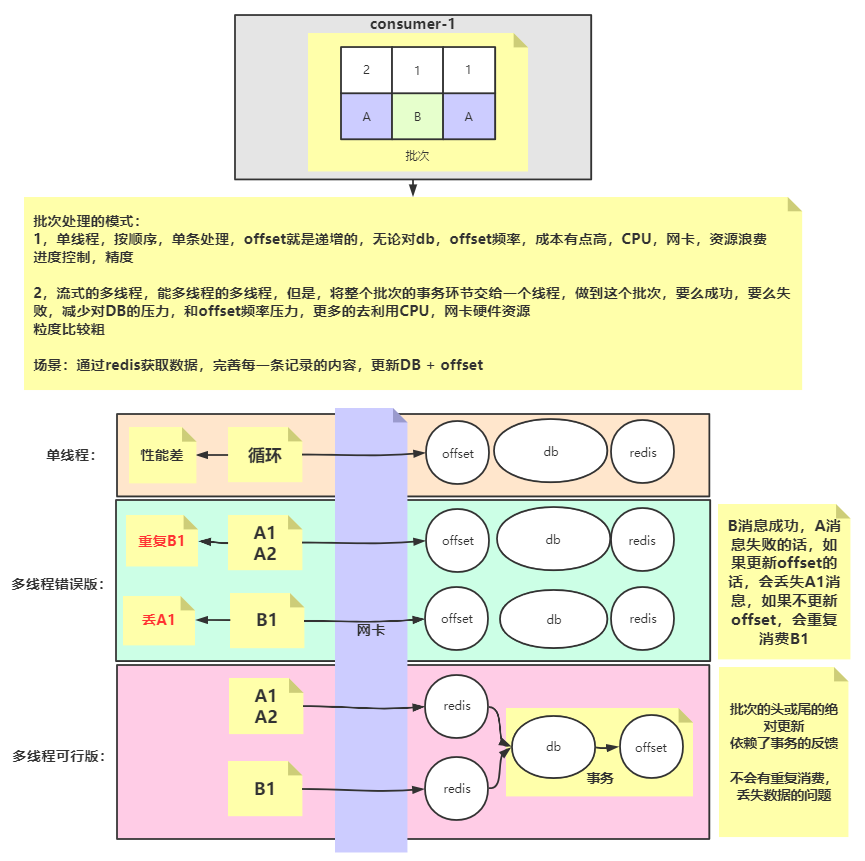 consumer-1
2 1 1
A B A
批次
批次处理的模式：
1，单线程，按顺序，单条处理，offset就是递增的，无论对db，offset频率，成本有点高，CPU，网卡，资源浪费
进度控制，精度
2，流式的多线程，能多线程的多线程，但是，将整个批次的事务环节交给一个线程，做到这个批次，要么成功，要么失
败，减少对DB的压力，和offset频率压力，更多的去利用CPU，网卡硬件资源
粒度比较粗
场景：通过redis获取数据，完善每一条记录的内容，更新DB + offset
单线程：
性能差
循环
offset
db
redis
多线程错误版：
重复B1
A1
A2
offset
db
redis
丢A1
B1
网卡
offset
db
redis
B消息成功，A消
息失败的话，如
果更新offset的
话，会丢失A1消
息，如果不更新
offset，会重复
消费B1
多线程可行版：
A1
A2
redis
B1
redis
db
offset
事务
批次的头或尾的绝
对更新
依赖了事务的反馈
不会有重复消费，
丢失数据的问题